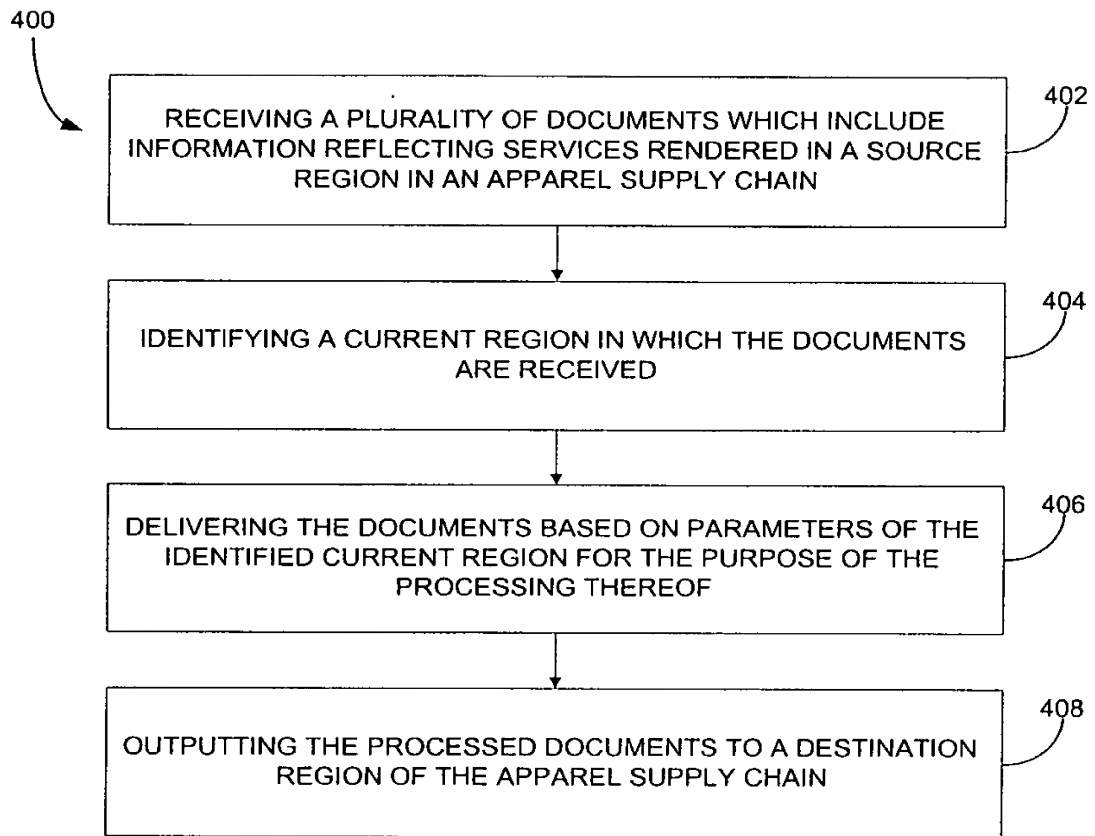 400
402
RECEIVING A PLURALITY OF DOCUMENTS WHICH INCLUDE
INFORMATION REFLECTING SERVICES RENDERED IN A SOURCE
REGION IN AN APPAREL SUPPLY CHAIN
404
IDENTIFYING A CURRENT REGION IN WHICH THE DOCUMENTS
ARE RECEIVED
406
DELIVERING THE DOCUMENTS BASED ON PARAMETERS OF THE
IDENTIFIED CURRENT REGION FOR THE PURPOSE OF THE
PROCESSING THEREOF
408
OUTPUTTING THE PROCESSED DOCUMENTS TO A DESTINATION
REGION OF THE APPAREL SUPPLY CHAIN